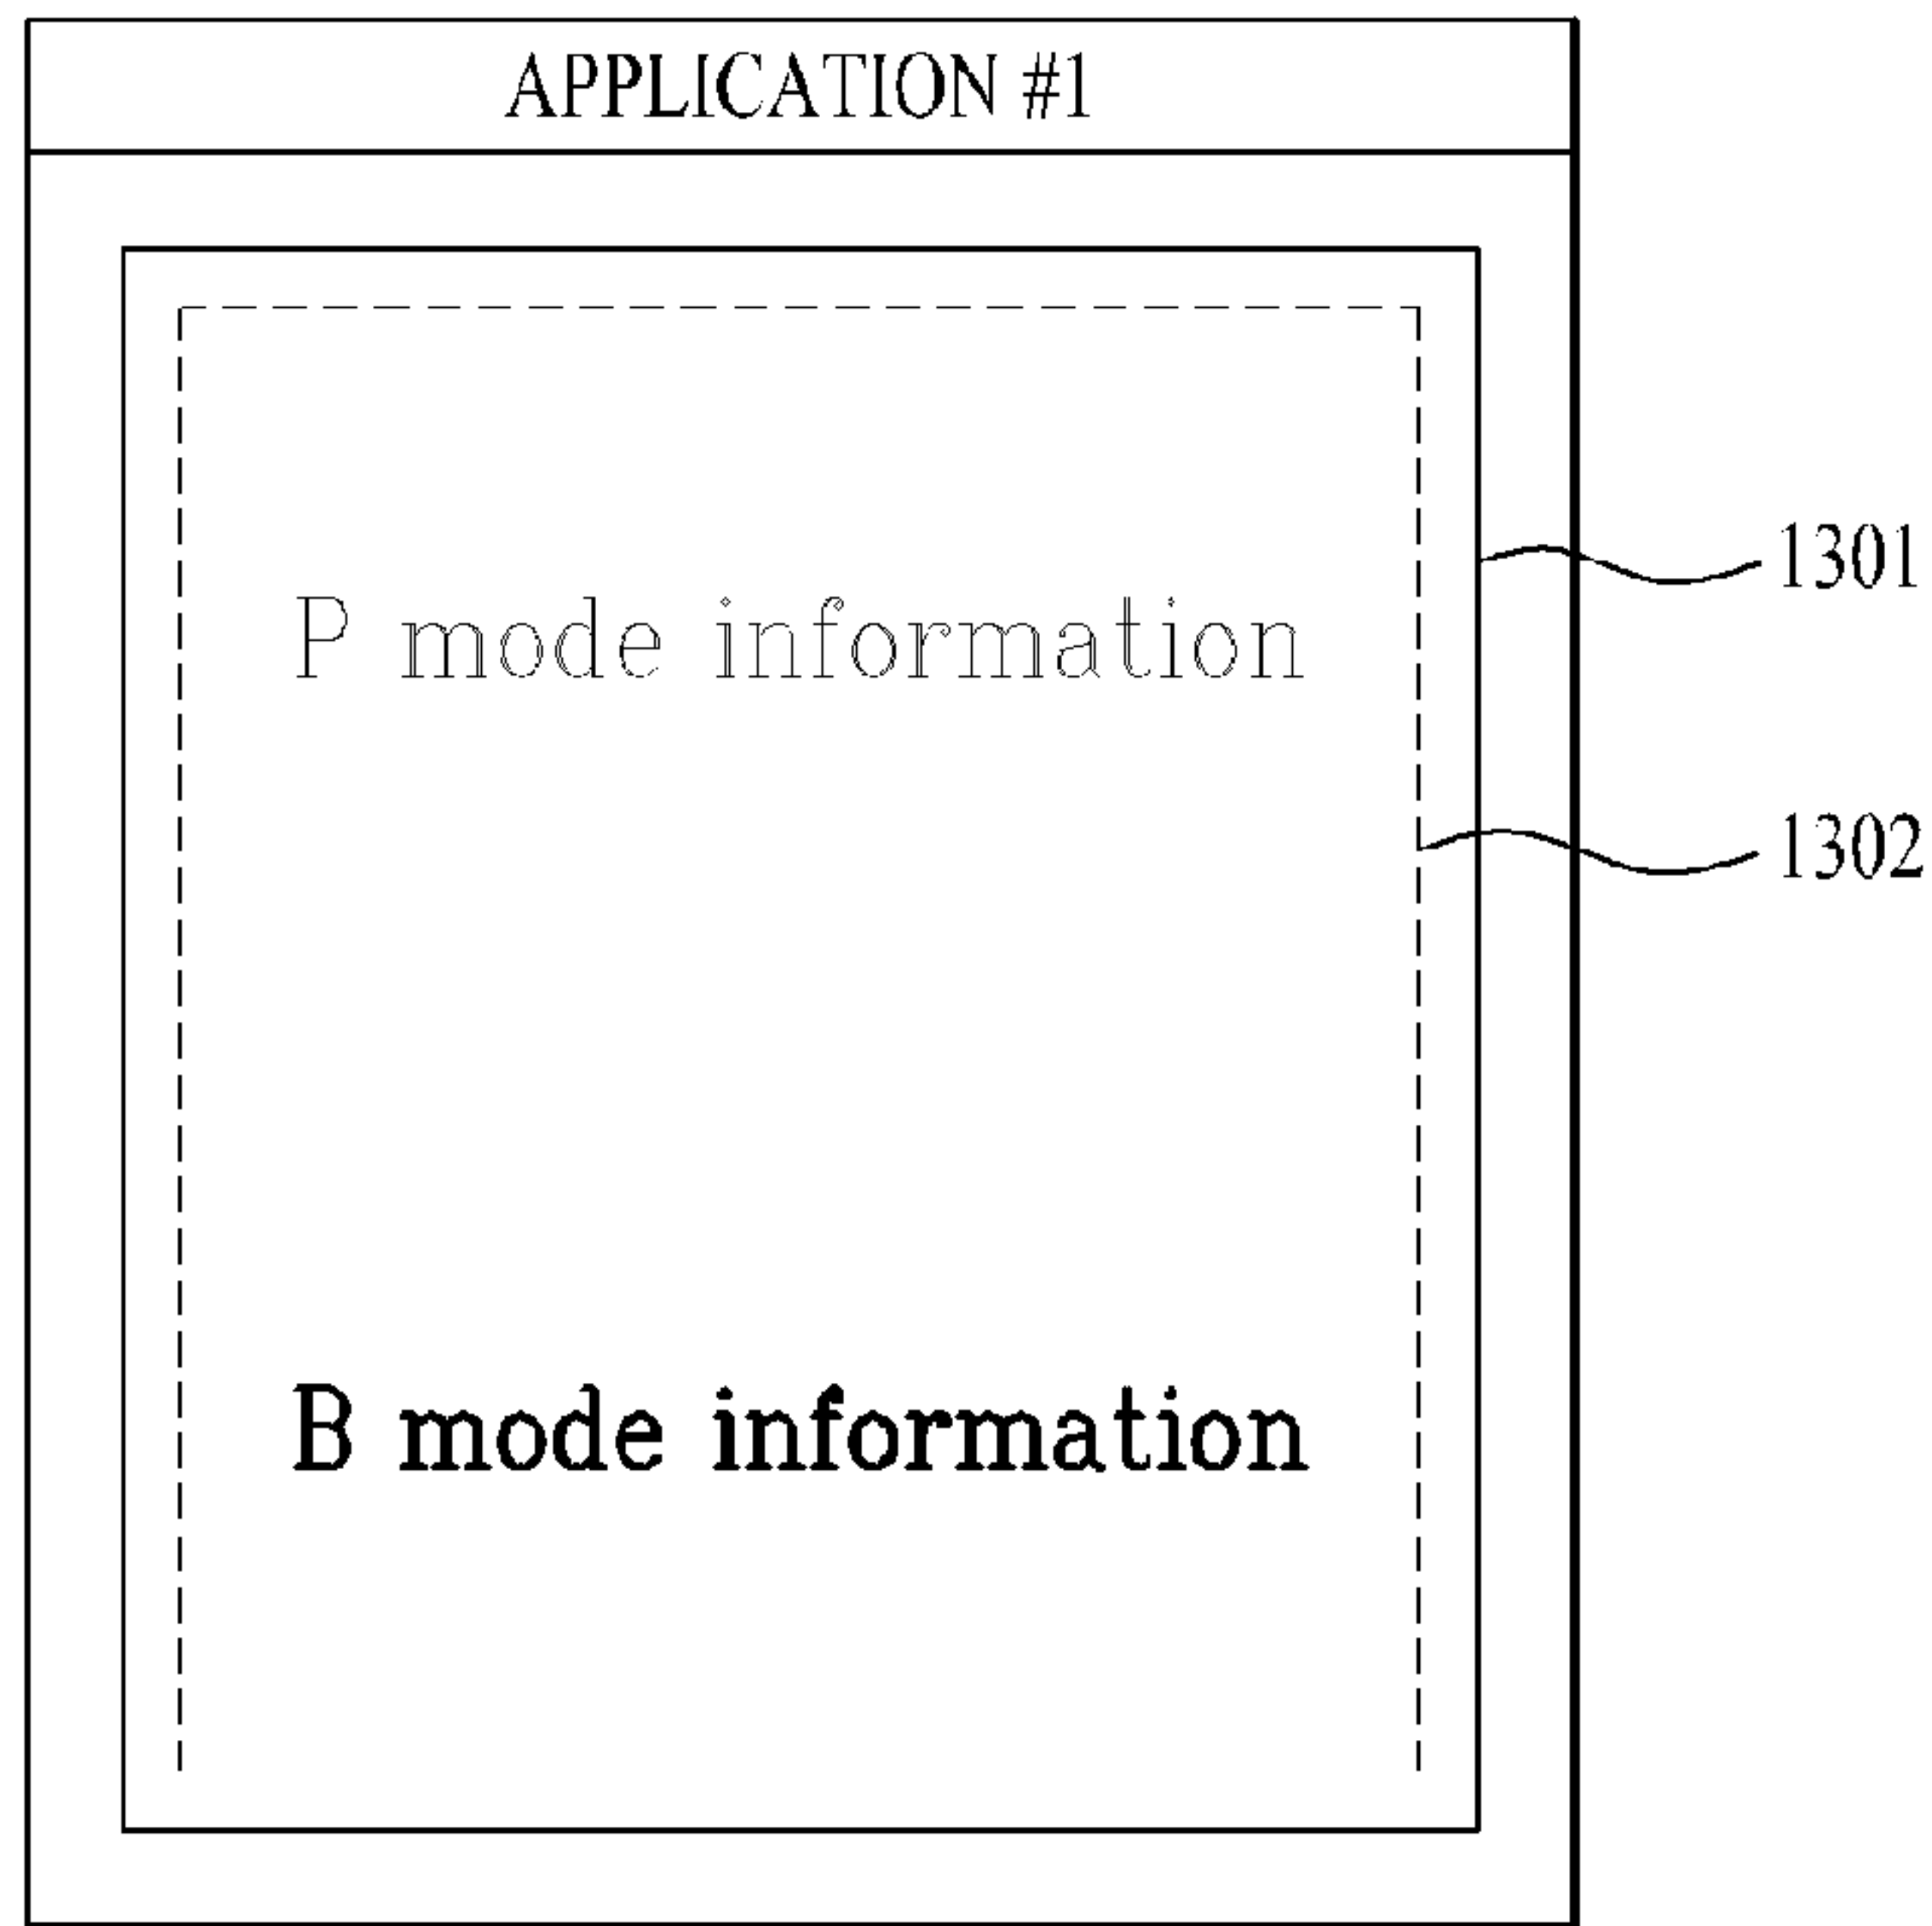 APPLICATION #1
1301
P mode information
1302
B mode information